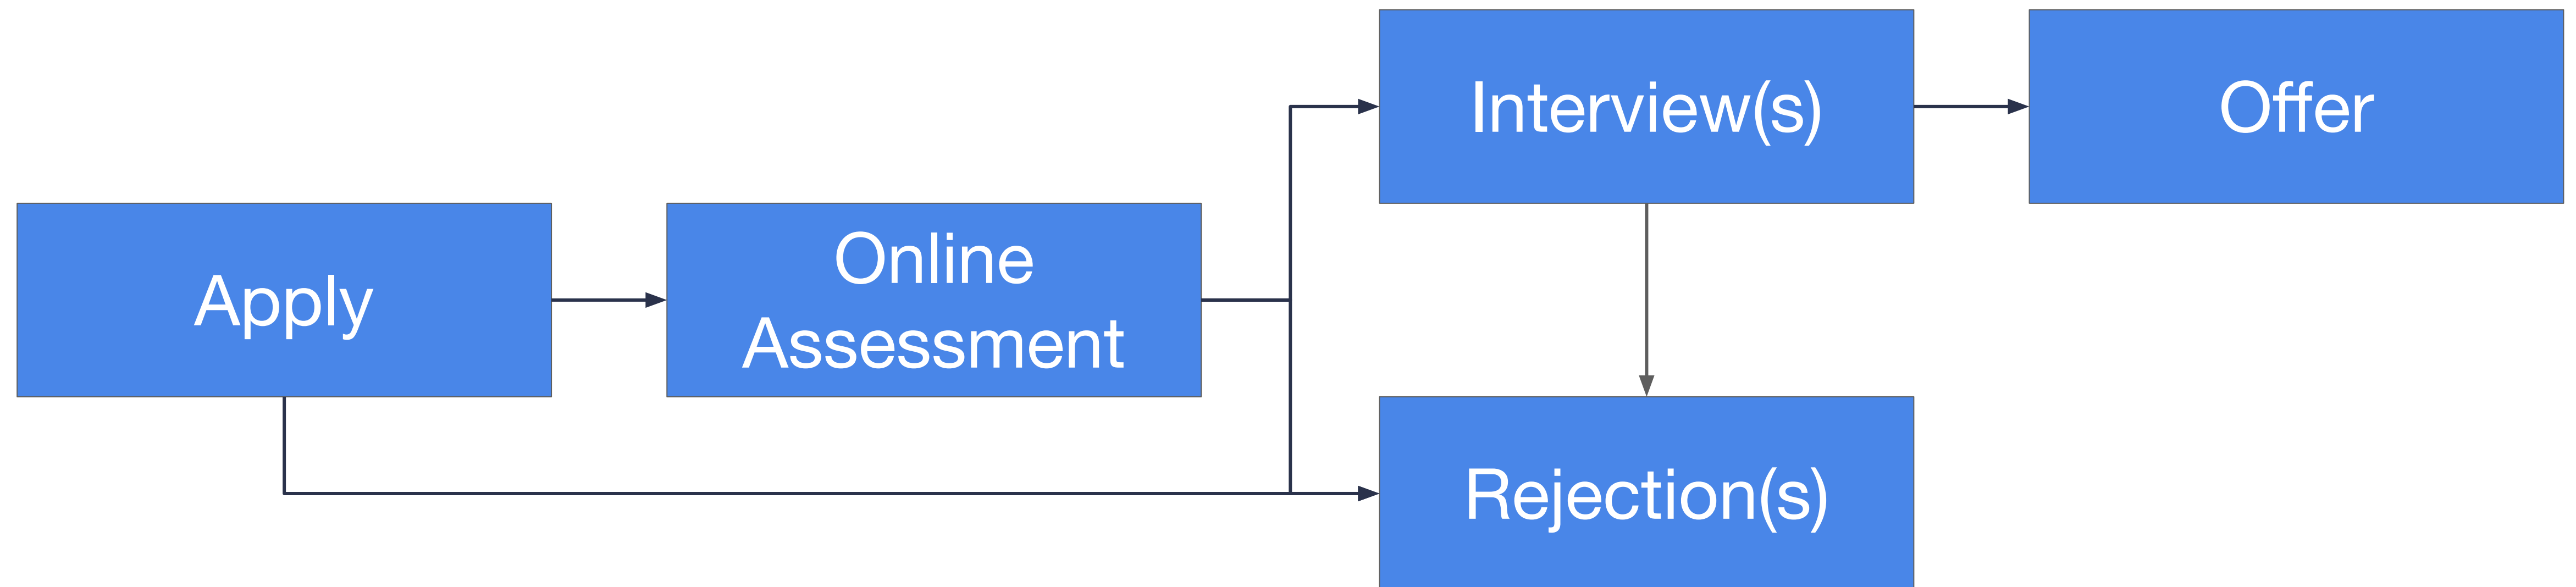 Apply
Online
Assessment
Interview(s)
Offer
Rejection(s)